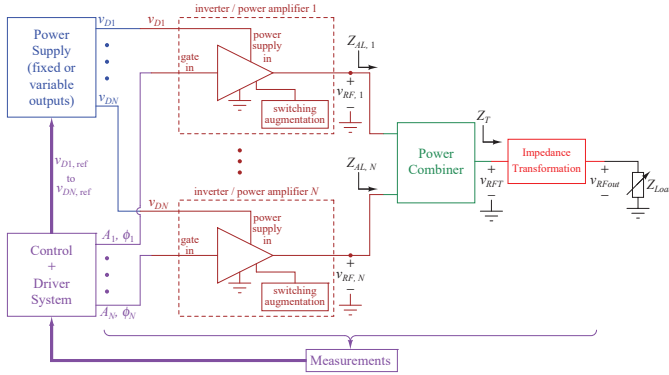 inverter / power amplifier 1
Power
Supply
(fixed or
variable
outputs)
v_D1
v_D1
power
supply
in
gate
in
switching
augmentation
Z_AL, 1
+
v_RF, 1
−
v_DN
v_D1, ref
to
v_DN, ref
Power
Combiner
Z_T
Impedance
Transformation
+
v_RFT
−
+
v_RFout
−
Z_Loa
inverter / power amplifier N
v_DN
power
supply
in
gate
in
switching
augmentation
Z_AL, N
+
v_RF, N
−
Control
+
Driver
System
A_1, ϕ_1
A_N, ϕ_N
Measurements